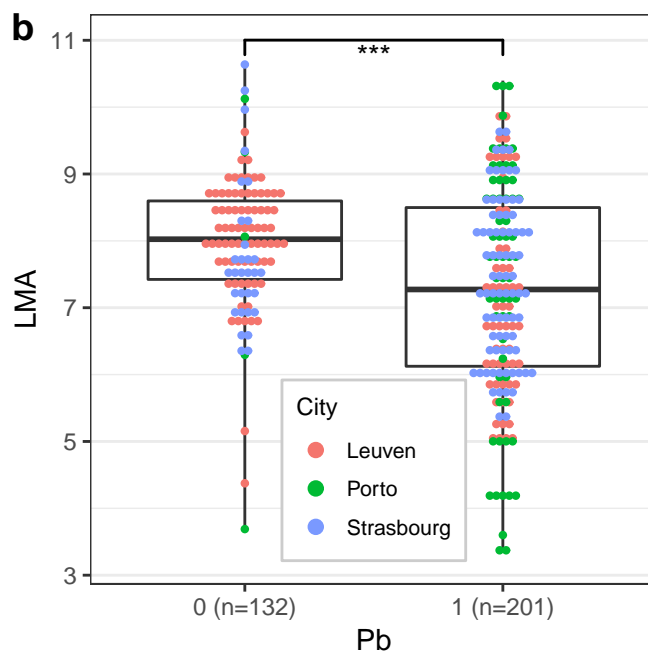 b
***
11
9
7
5
3
LMA
City
Leuven
Porto
Strasbourg
0 (n=132)
1 (n=201)
Pb